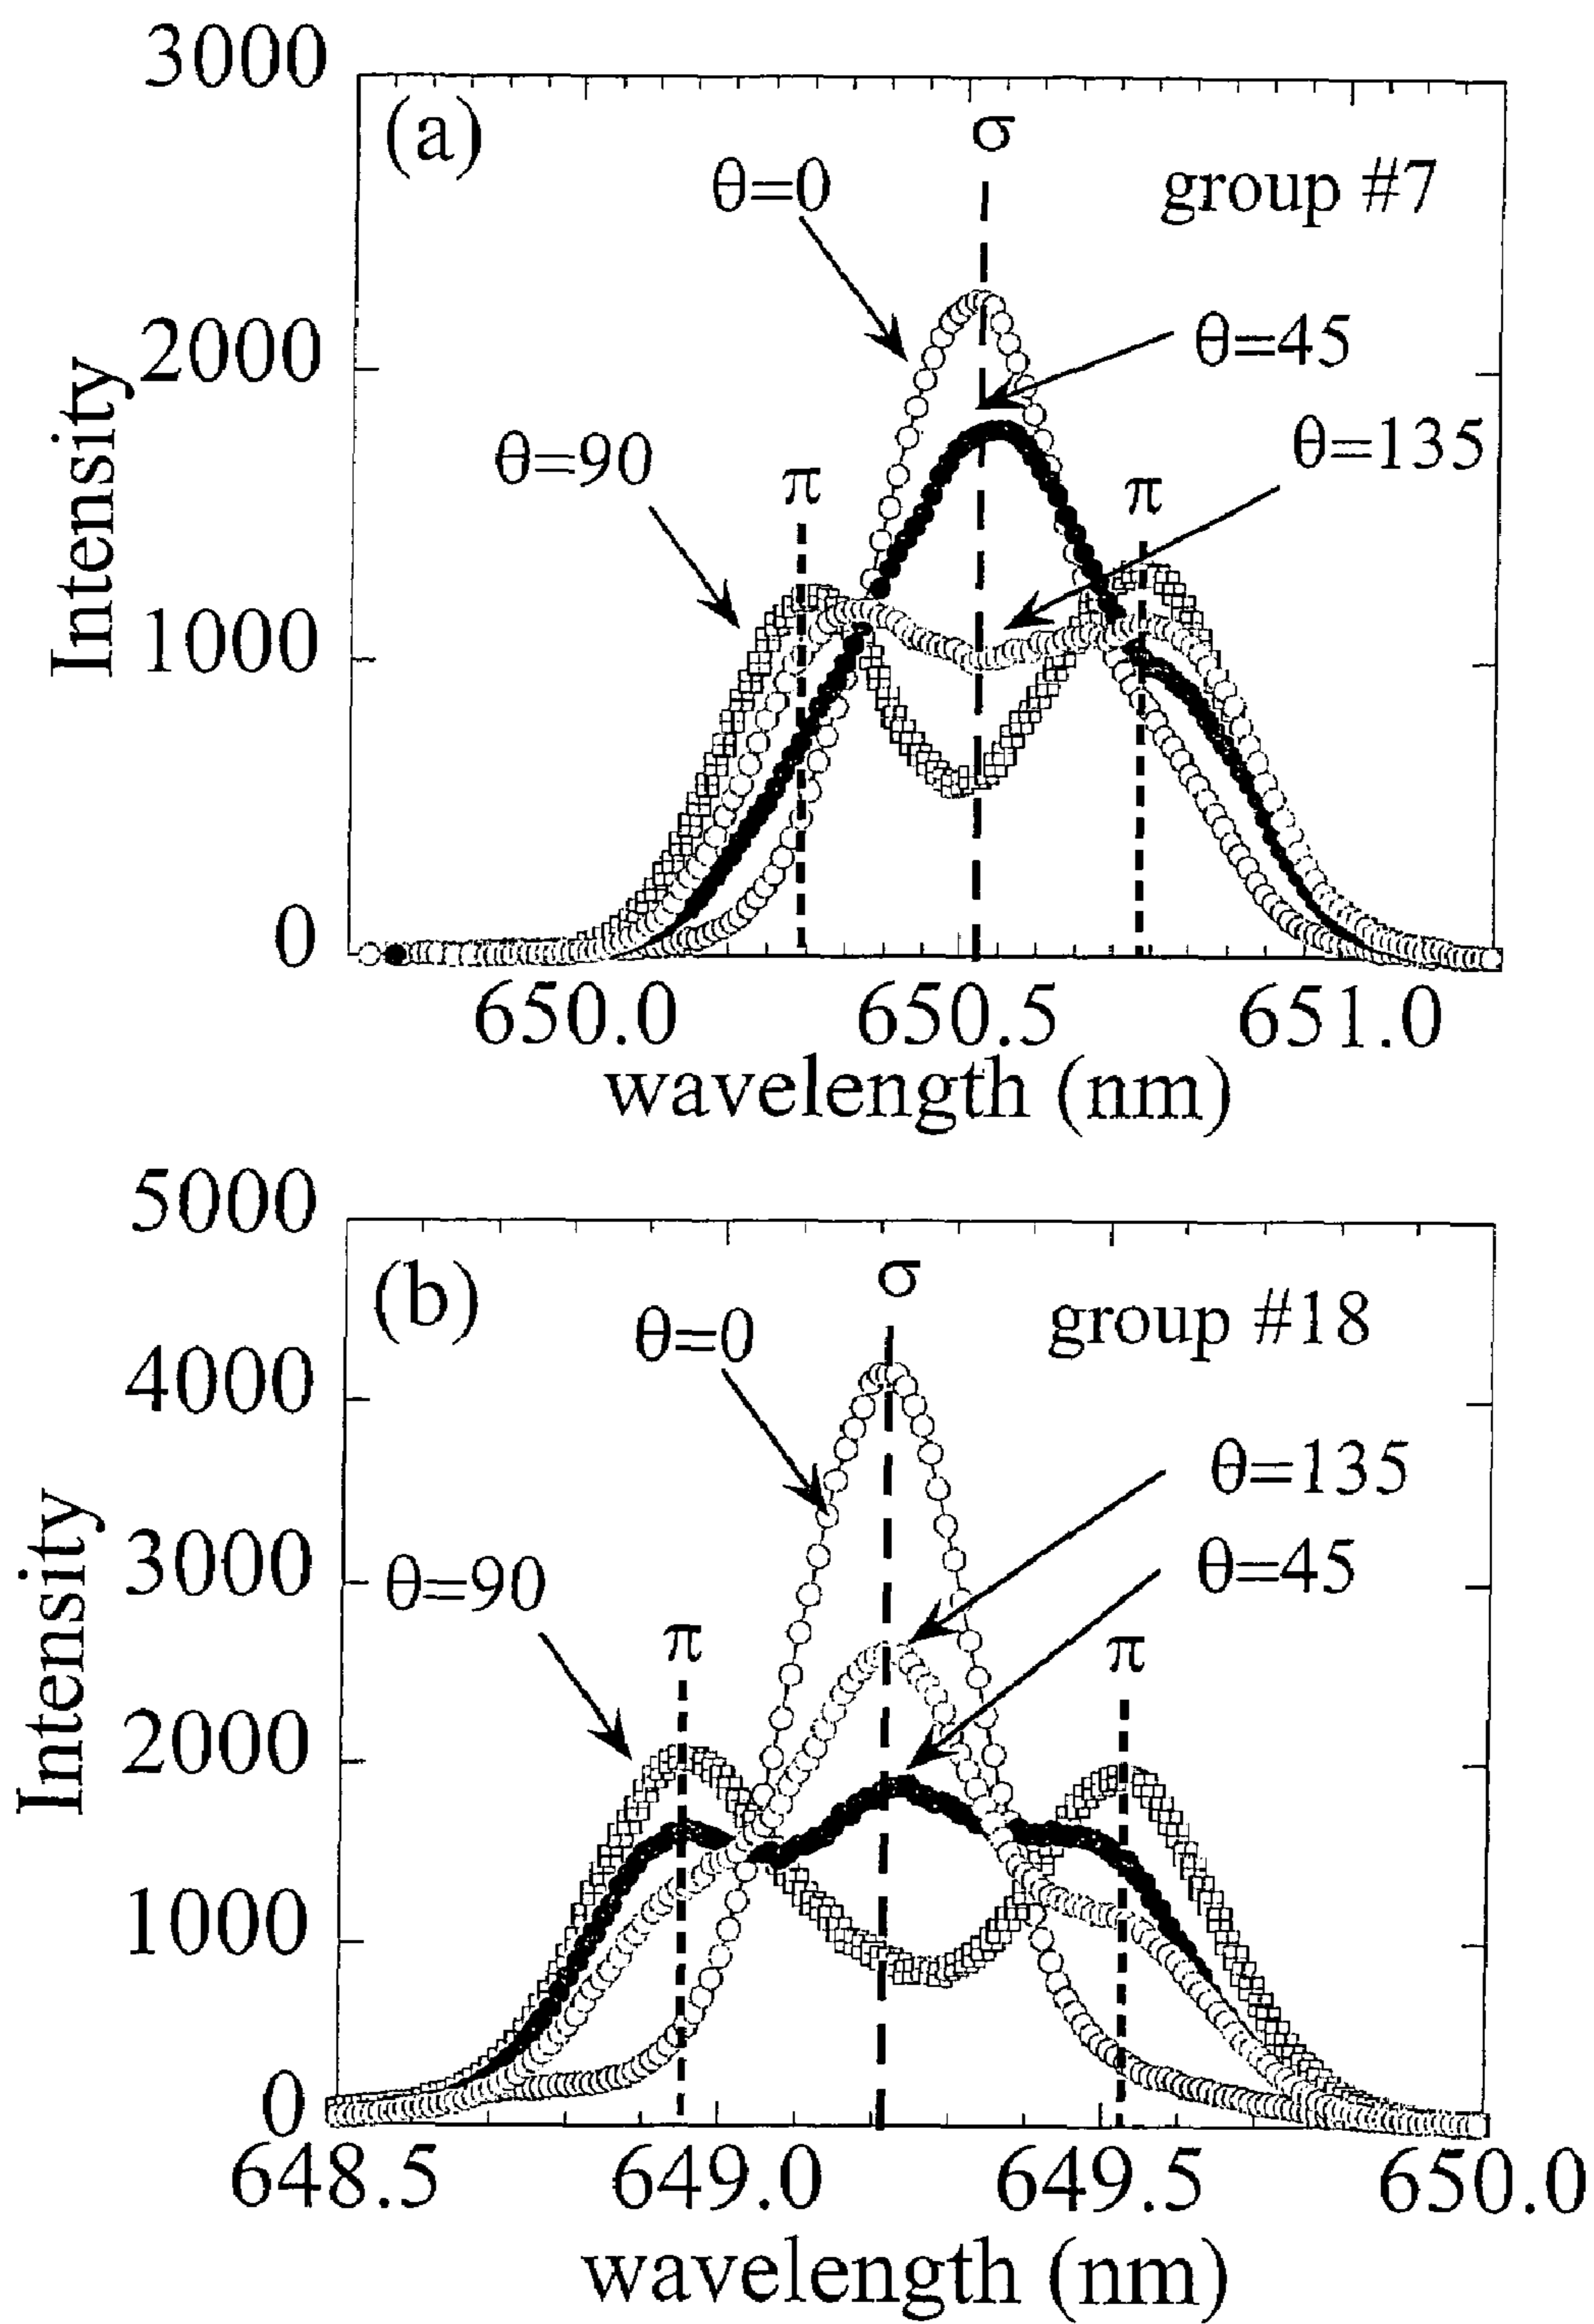 3000
(a)
σ
θ=0
group #7
2000
θ=45
θ=135
θ=90
π
π
Intensity
1000
0
650.0
650.5
651.0
wavelength (nm)
5000
(b)
σ
θ=0
group #18
4000
θ=135
θ=45
3000
θ=90
π
π
Intensity
2000
1000
0
648.5
649.0
649.5
650.0
wavelength (nm)